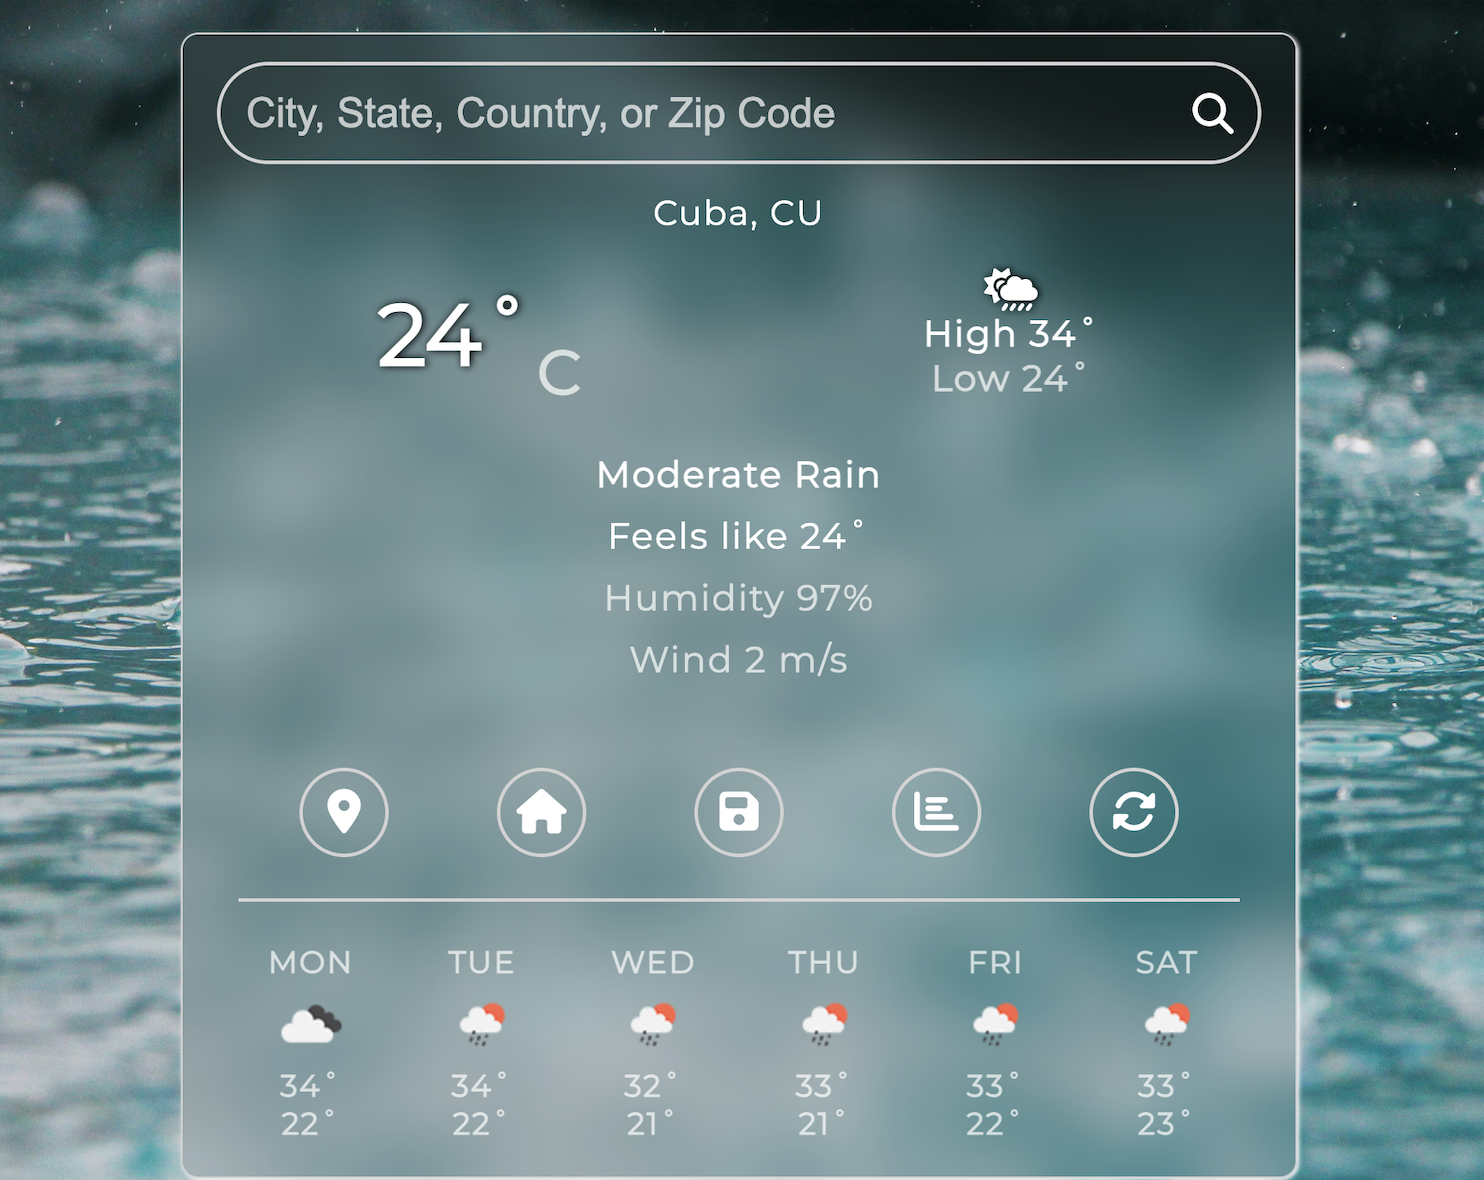 City, State, Country, or Zip Code
Cuba, CU
24° C
High 34°
Low 24°
Moderate Rain
Feels like 24°
Humidity 97%
Wind 2 m/s
MON TUE WED THU FRI SAT
34° 34° 32° 33° 33° 33°
22° 22° 21° 21° 22° 23°